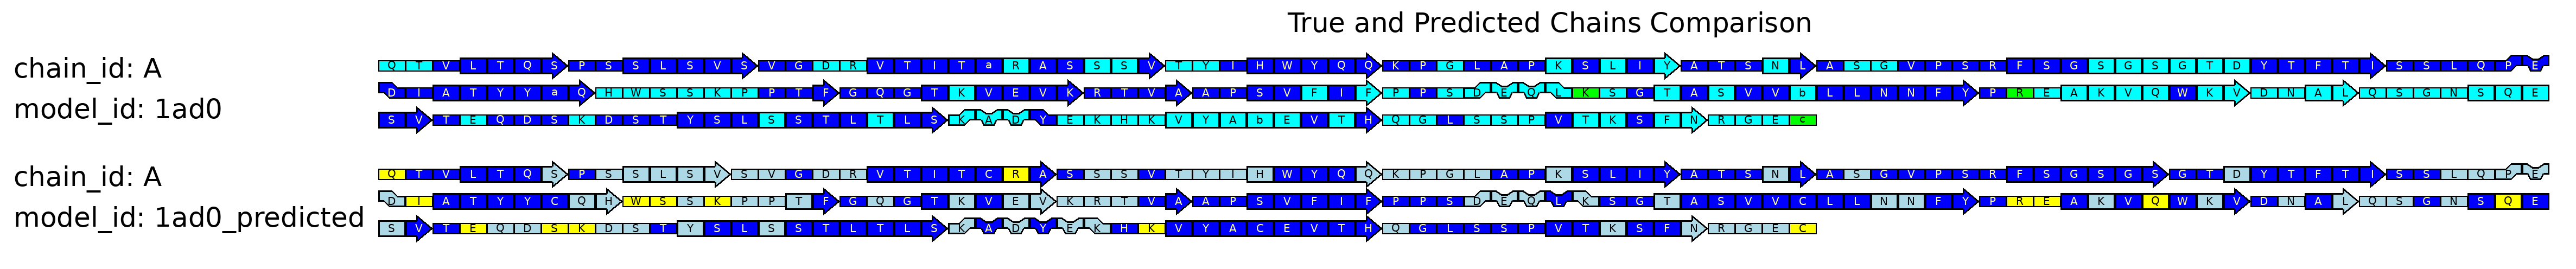 True and Predicted Chains Comparison
chain_id: A
model_id: 1ad0
Q T V L T Q S P S S L S V S V G D R V T I T a R A S S S V T Y I H W Y Q Q K P G L A P K S L I Y A T S N L A S G V P S R F S G S G S G T D Y T F T I S S L Q P E
D I A T Y Y a Q H W S S K P P T F G Q G T K V E V K R T V A A P S V F I F P P S D E Q L K S G T A S V V b L L N N F Y P R E A K V Q W K V D N A L Q S G N S Q E
S V T E Q D S K D S T Y S L S S T L T L S K A D Y E K H K V Y A b E V T H Q G L S S P V T K S F N R G E c
chain_id: A
model_id: 1ad0_predicted
Q T V L T Q S P S S L S V S V G D R V T I T C R A S S S V T Y I H W Y Q Q K P G L A P K S L I Y A T S N L A S G V P S R F S G S G S G T D Y T F T I S S L Q P E
D I A T Y Y C Q H W S S K P P T F G Q G T K V E V K R T V A A P S V F I F P P S D E Q L K S G T A S V V C L L N N F Y P R E A K V Q W K V D N A L Q S G N S Q E
S V T E Q D S K D S T Y S L S S T L T L S K A D Y E K H K V Y A C E V T H Q G L S S P V T K S F N R G E C